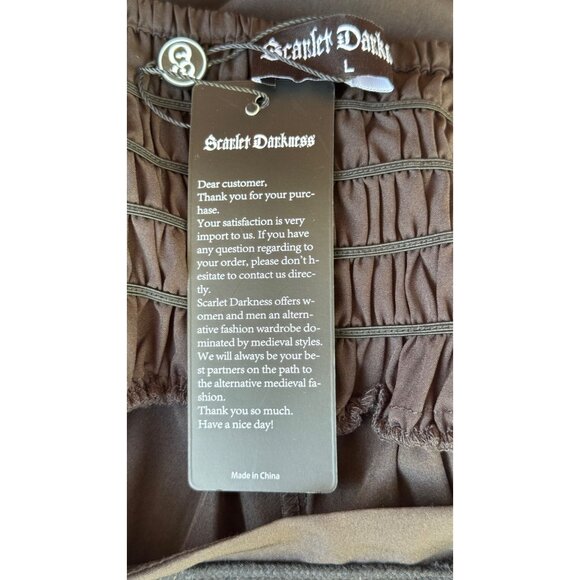 Scarlet Darkness
L
Scarlet Darkness
Dear customer,
Thank you for your purc-
hase.
Your satisfaction is very
import to us. If you have
any question regarding to
your order, please don't h-
esitate to contact us direc-
tly.
Scarlet Darkness offers w-
omen and men an altern-
ative fashion wardrobe do-
minated by medieval styles.
We will always be your be-
st partners on the path to
the alternative medieval fa-
shion.
Thank you so much.
Have a nice day!
Made in China